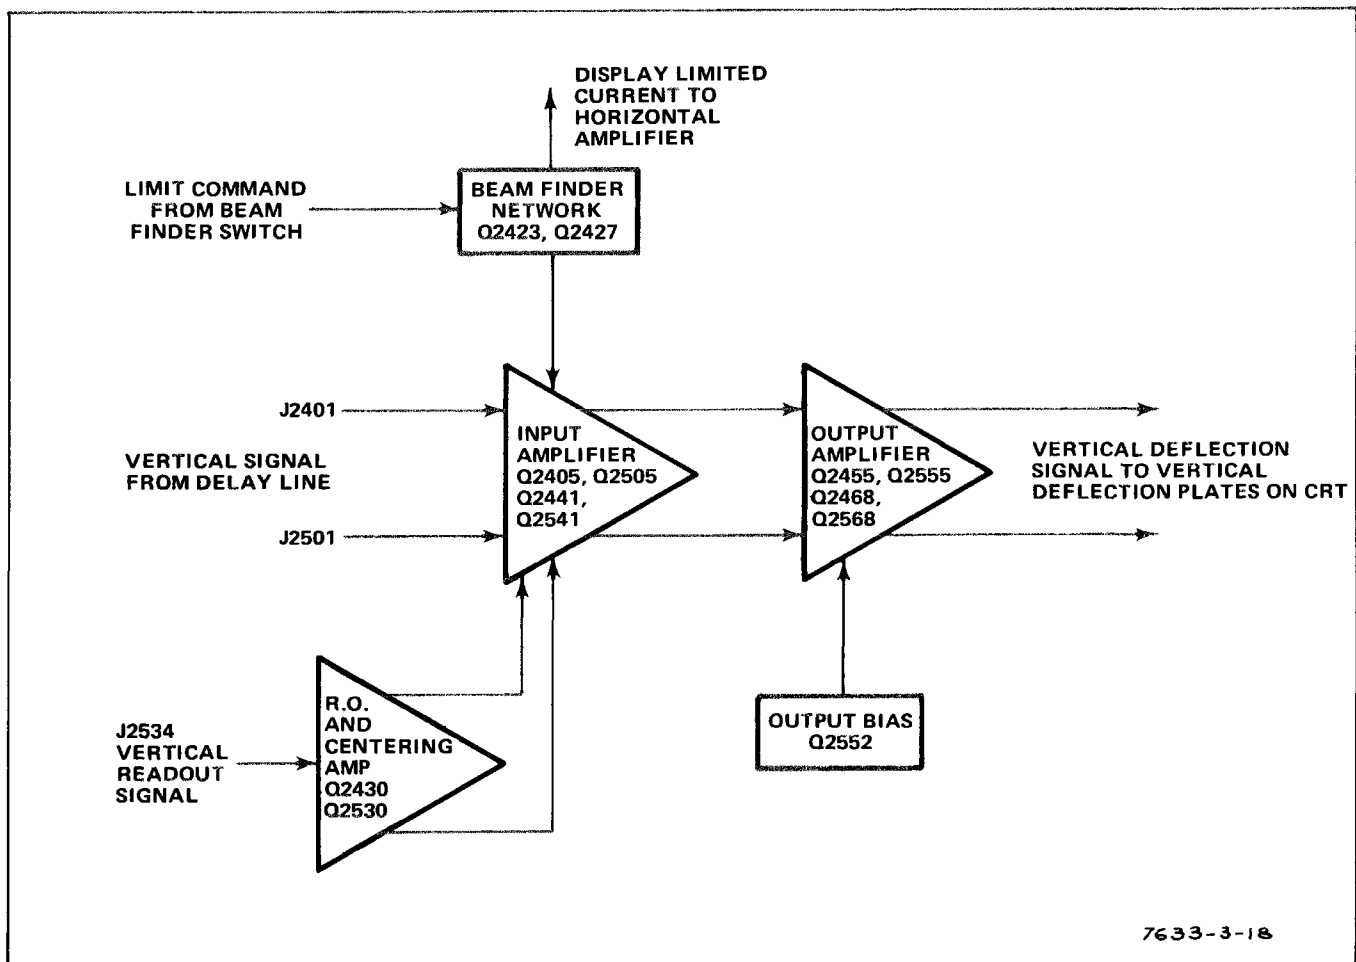 DISPLAY LIMITED
CURRENT TO
HORIZONTAL
AMPLIFIER
LIMIT COMMAND
FROM BEAM
FINDER SWITCH
BEAM FINDER
NETWORK
Q2423, Q2427
J2401
VERTICAL SIGNAL
FROM DELAY LINE
J2501
INPUT
AMPLIFIER
Q2405, Q2505
Q2441,
Q2541
OUTPUT
AMPLIFIER
Q2455, Q2555
Q2468,
Q2568
VERTICAL DEFLECTION
SIGNAL TO VERTICAL
DEFLECTION PLATES ON CRT
J2534
VERTICAL
READOUT
SIGNAL
R.O.
AND
CENTERING
AMP
Q2430
Q2530
OUTPUT BIAS
Q2552
7633-3-18